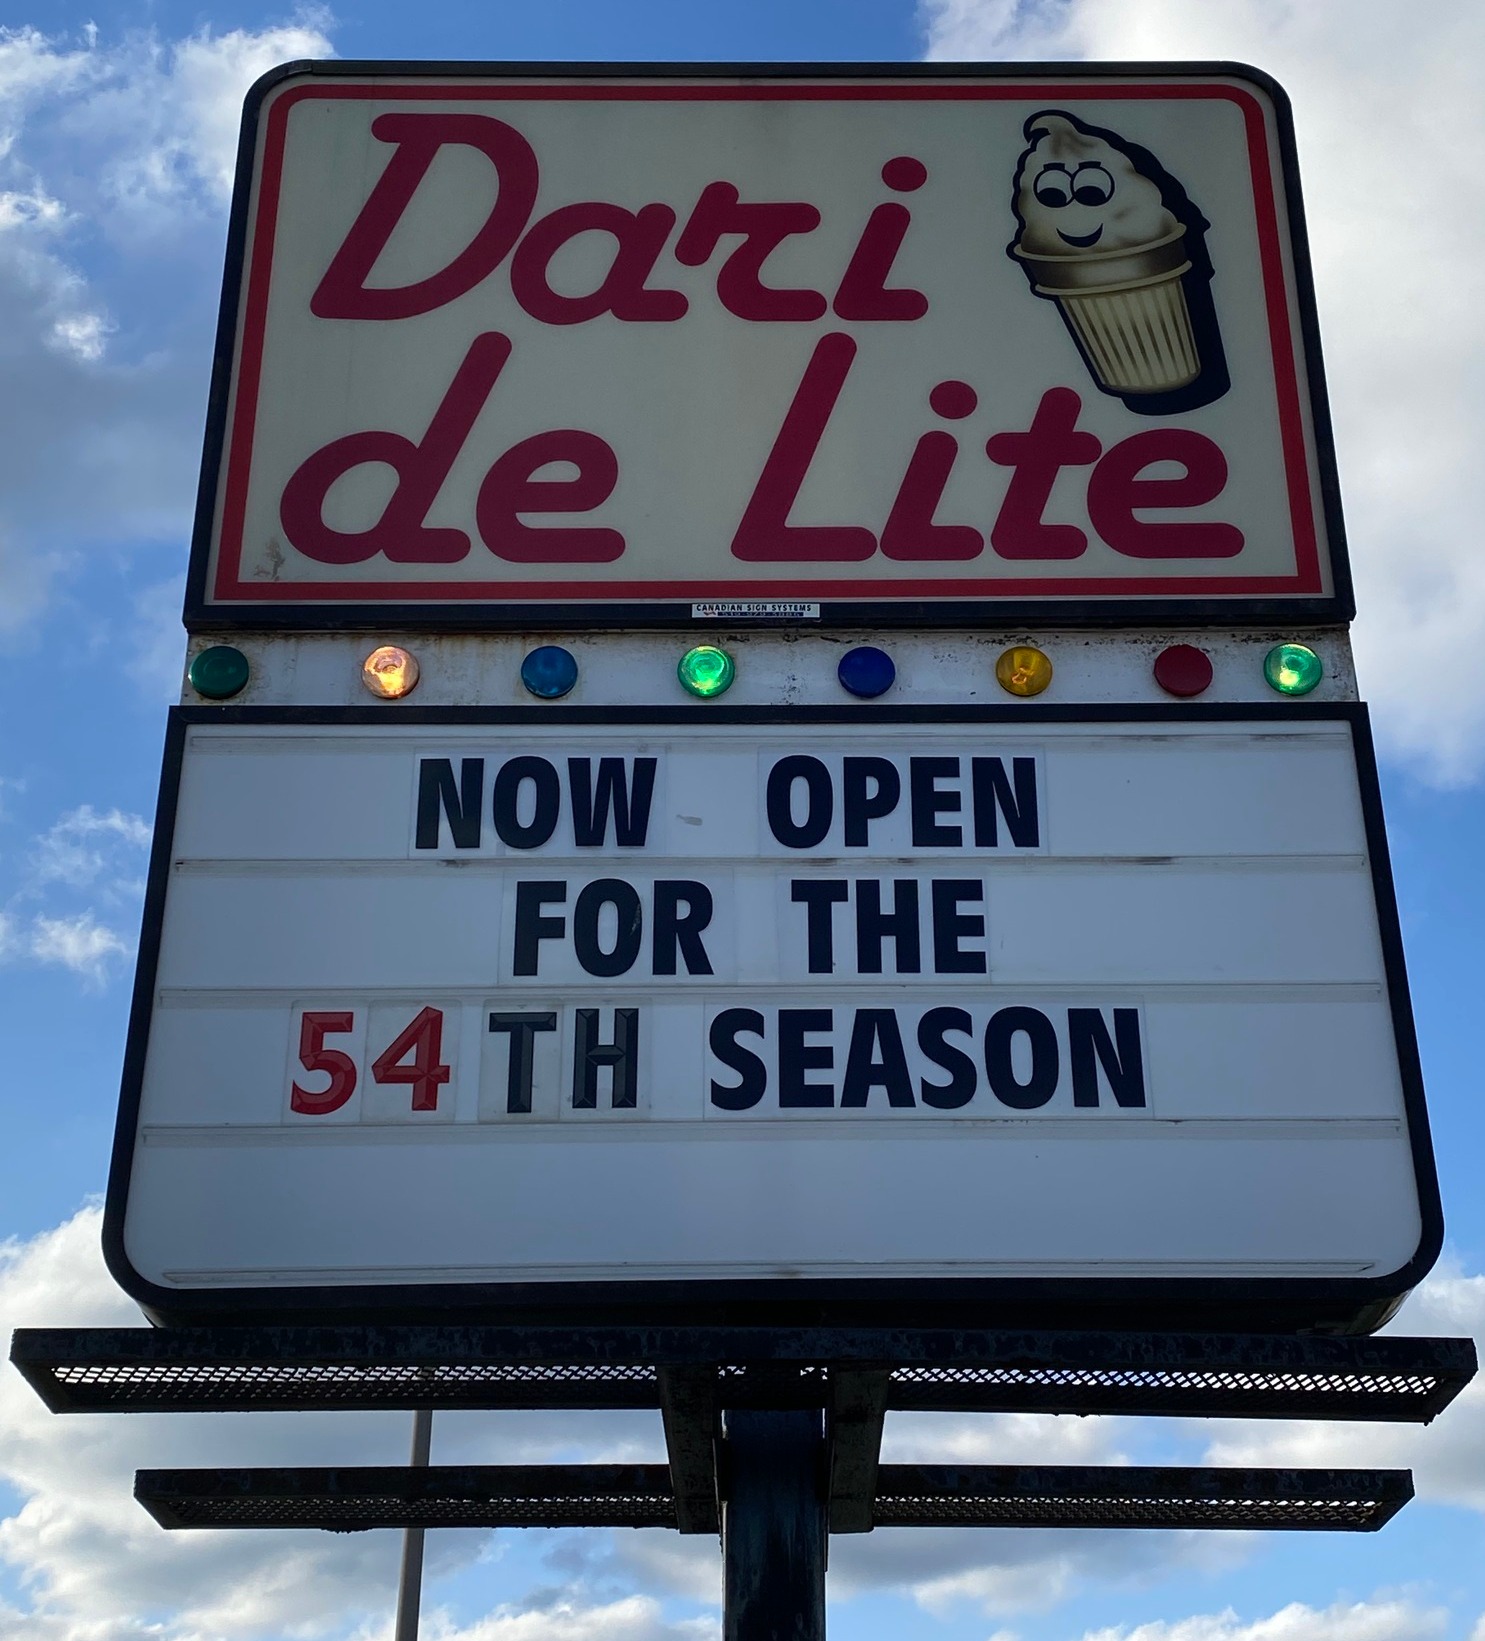 Dari
de Lite
CANADIAN SIGN SYSTEMS
NOW OPEN
FOR THE
54TH SEASON